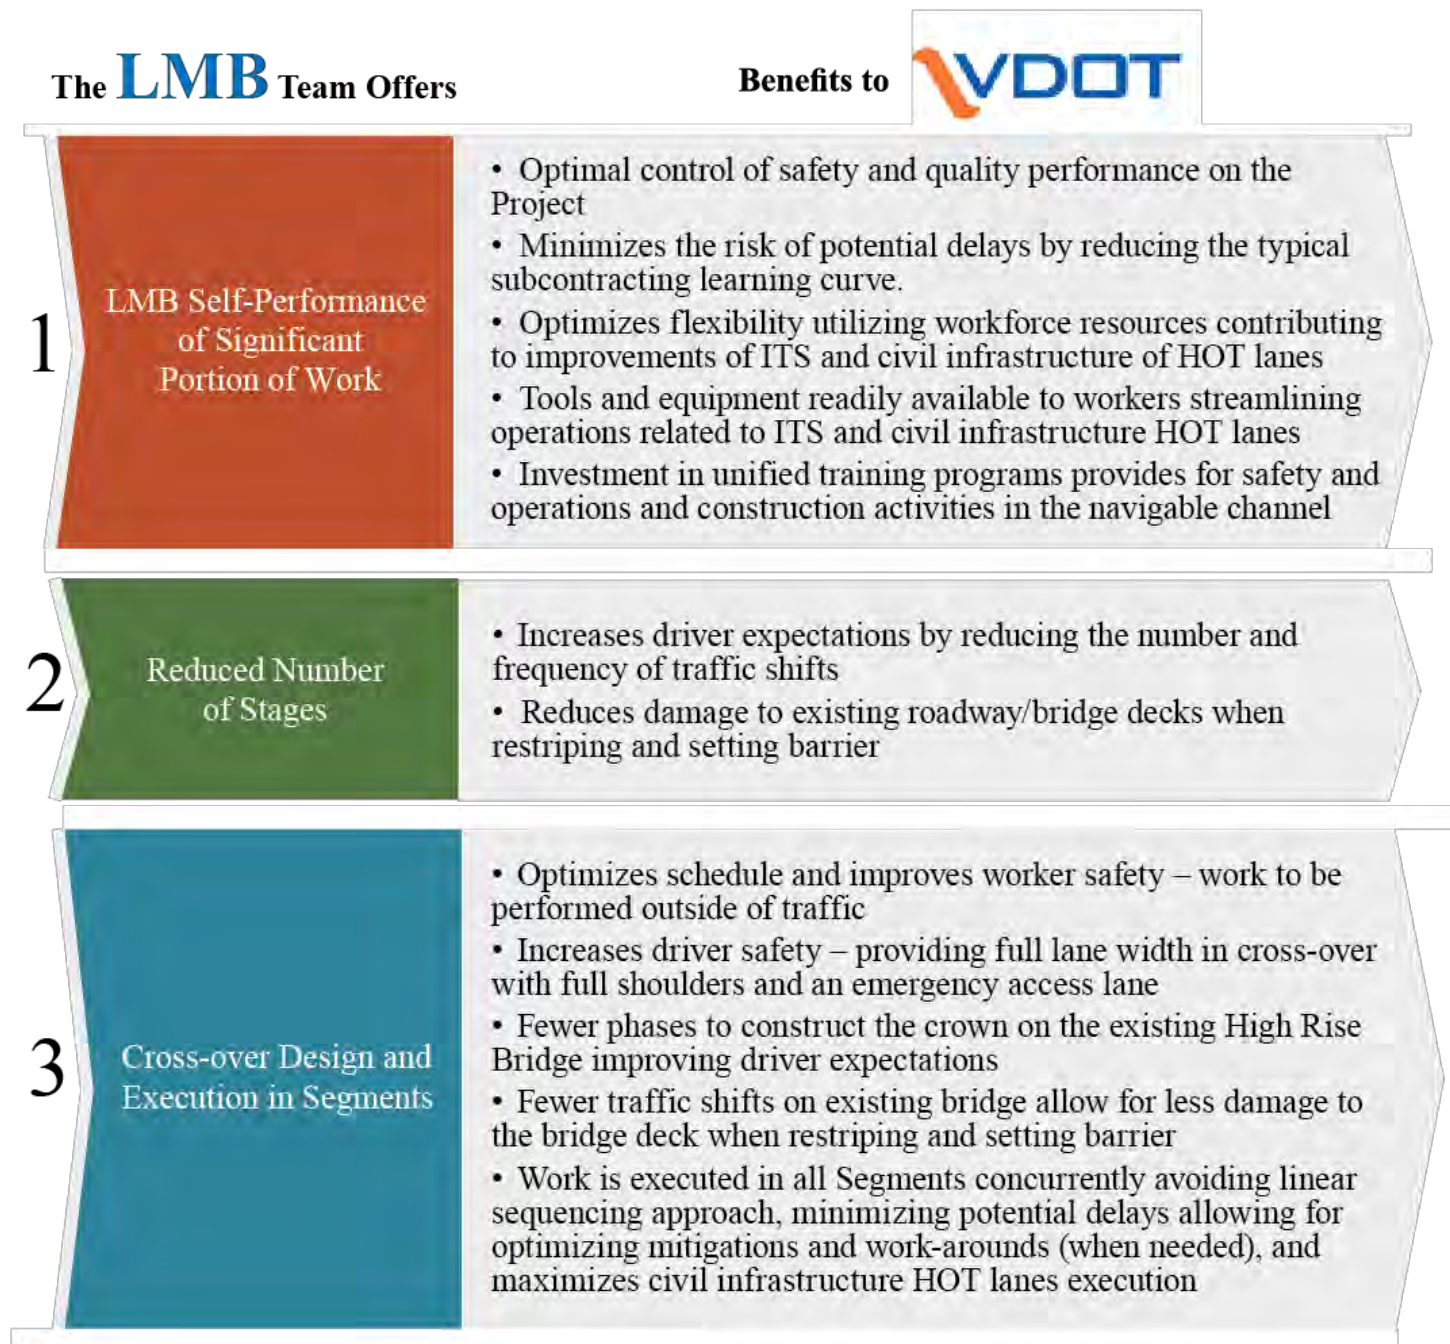 The LMB Team Offers
Benefits to VDOT
1
LMB Self-Performance
of Significant
Portion of Work
• Optimal control of safety and quality performance on the
Project
• Minimizes the risk of potential delays by reducing the typical
subcontracting learning curve.
• Optimizes flexibility utilizing workforce resources contributing
to improvements of ITS and civil infrastructure of HOT lanes
• Tools and equipment readily available to workers streamlining
operations related to ITS and civil infrastructure HOT lanes
• Investment in unified training programs provides for safety and
operations and construction activities in the navigable channel
2
Reduced Number
of Stages
• Increases driver expectations by reducing the number and
frequency of traffic shifts
• Reduces damage to existing roadway/bridge decks when
restriping and setting barrier
3
Cross-over Design and
Execution in Segments
• Optimizes schedule and improves worker safety – work to be
performed outside of traffic
• Increases driver safety – providing full lane width in cross-over
with full shoulders and an emergency access lane
• Fewer phases to construct the crown on the existing High Rise
Bridge improving driver expectations
• Fewer traffic shifts on existing bridge allow for less damage to
the bridge deck when restriping and setting barrier
• Work is executed in all Segments concurrently avoiding linear
sequencing approach, minimizing potential delays allowing for
optimizing mitigations and work-arounds (when needed), and
maximizes civil infrastructure HOT lanes execution